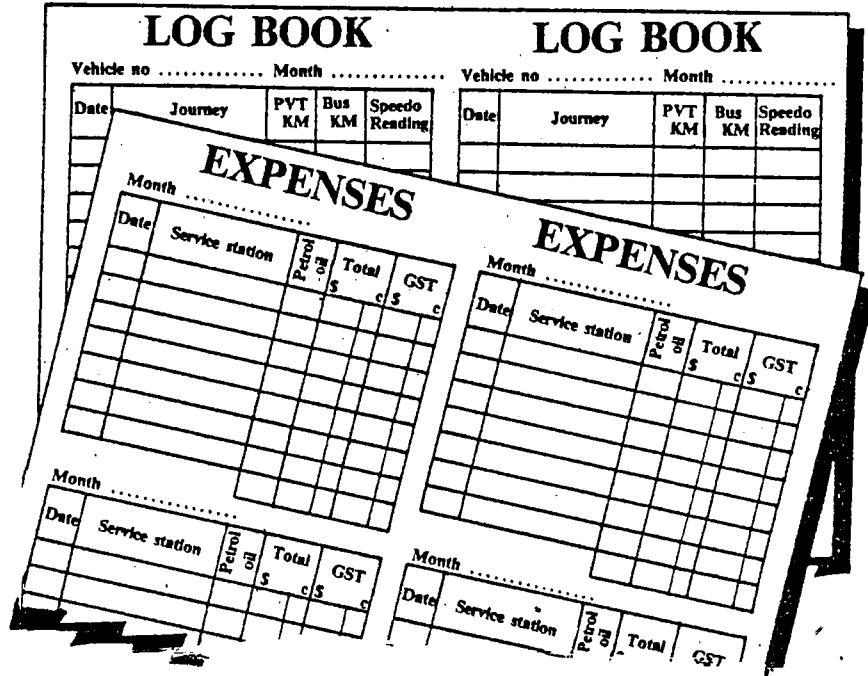 LOG BOOK
Vehicle no ............ Month ............
Date Journey PVT KM Bus KM Speedo Reading
LOG BOOK
Vehicle no ............ Month ............
Date Journey PVT KM Bus KM Speedo Reading
EXPENSES
Month ................
Date Service station Petrol oil Total GST
$ c $ c
EXPENSES
Month ................
Date Service station Petrol oil Total GST
$ c $ c
Month ................
Date Service station Petrol oil Total GST
$ c $ c
Month ................
Date Service station Petrol oil Total GST